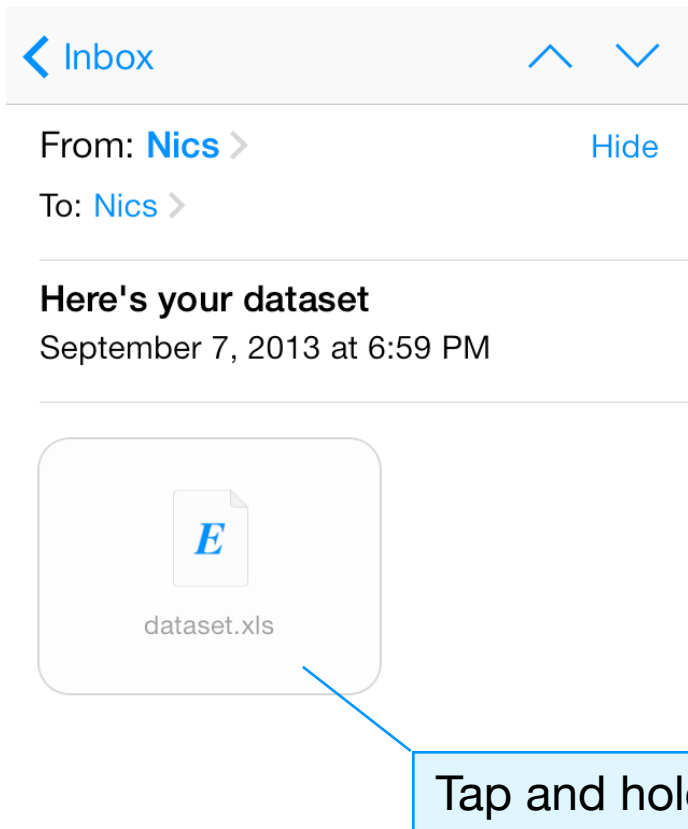 Inbox
From: Nics
Hide
To: Nics
Here's your dataset
September 7, 2013 at 6:59 PM
E
dataset.xls
Tap and hol